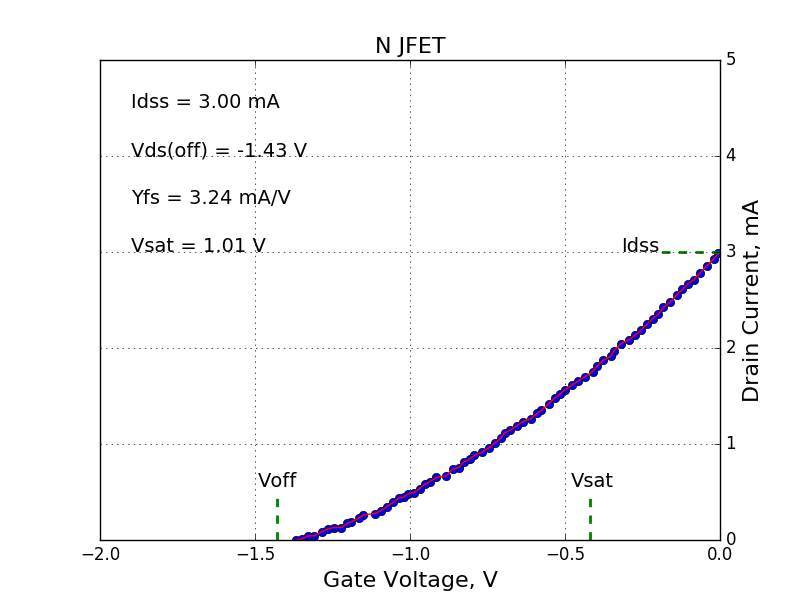 N JFET
Idss = 3.00 mA
Vds(off) = -1.43 V
Yfs = 3.24 mA/V
Vsat = 1.01 V
Idss
Voff
Vsat
5
4
3
2
1
0
Drain Current, mA
−2.0
−1.5
−1.0
−0.5
0.0
Gate Voltage, V